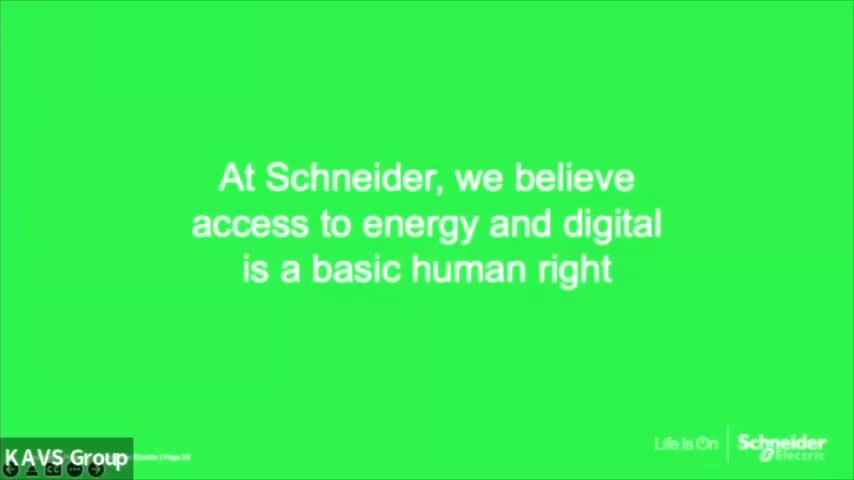 At Schneider, we believe
access to energy and digital
is a basic human right
Life Is On
Schneider
Electric
KAVS Group